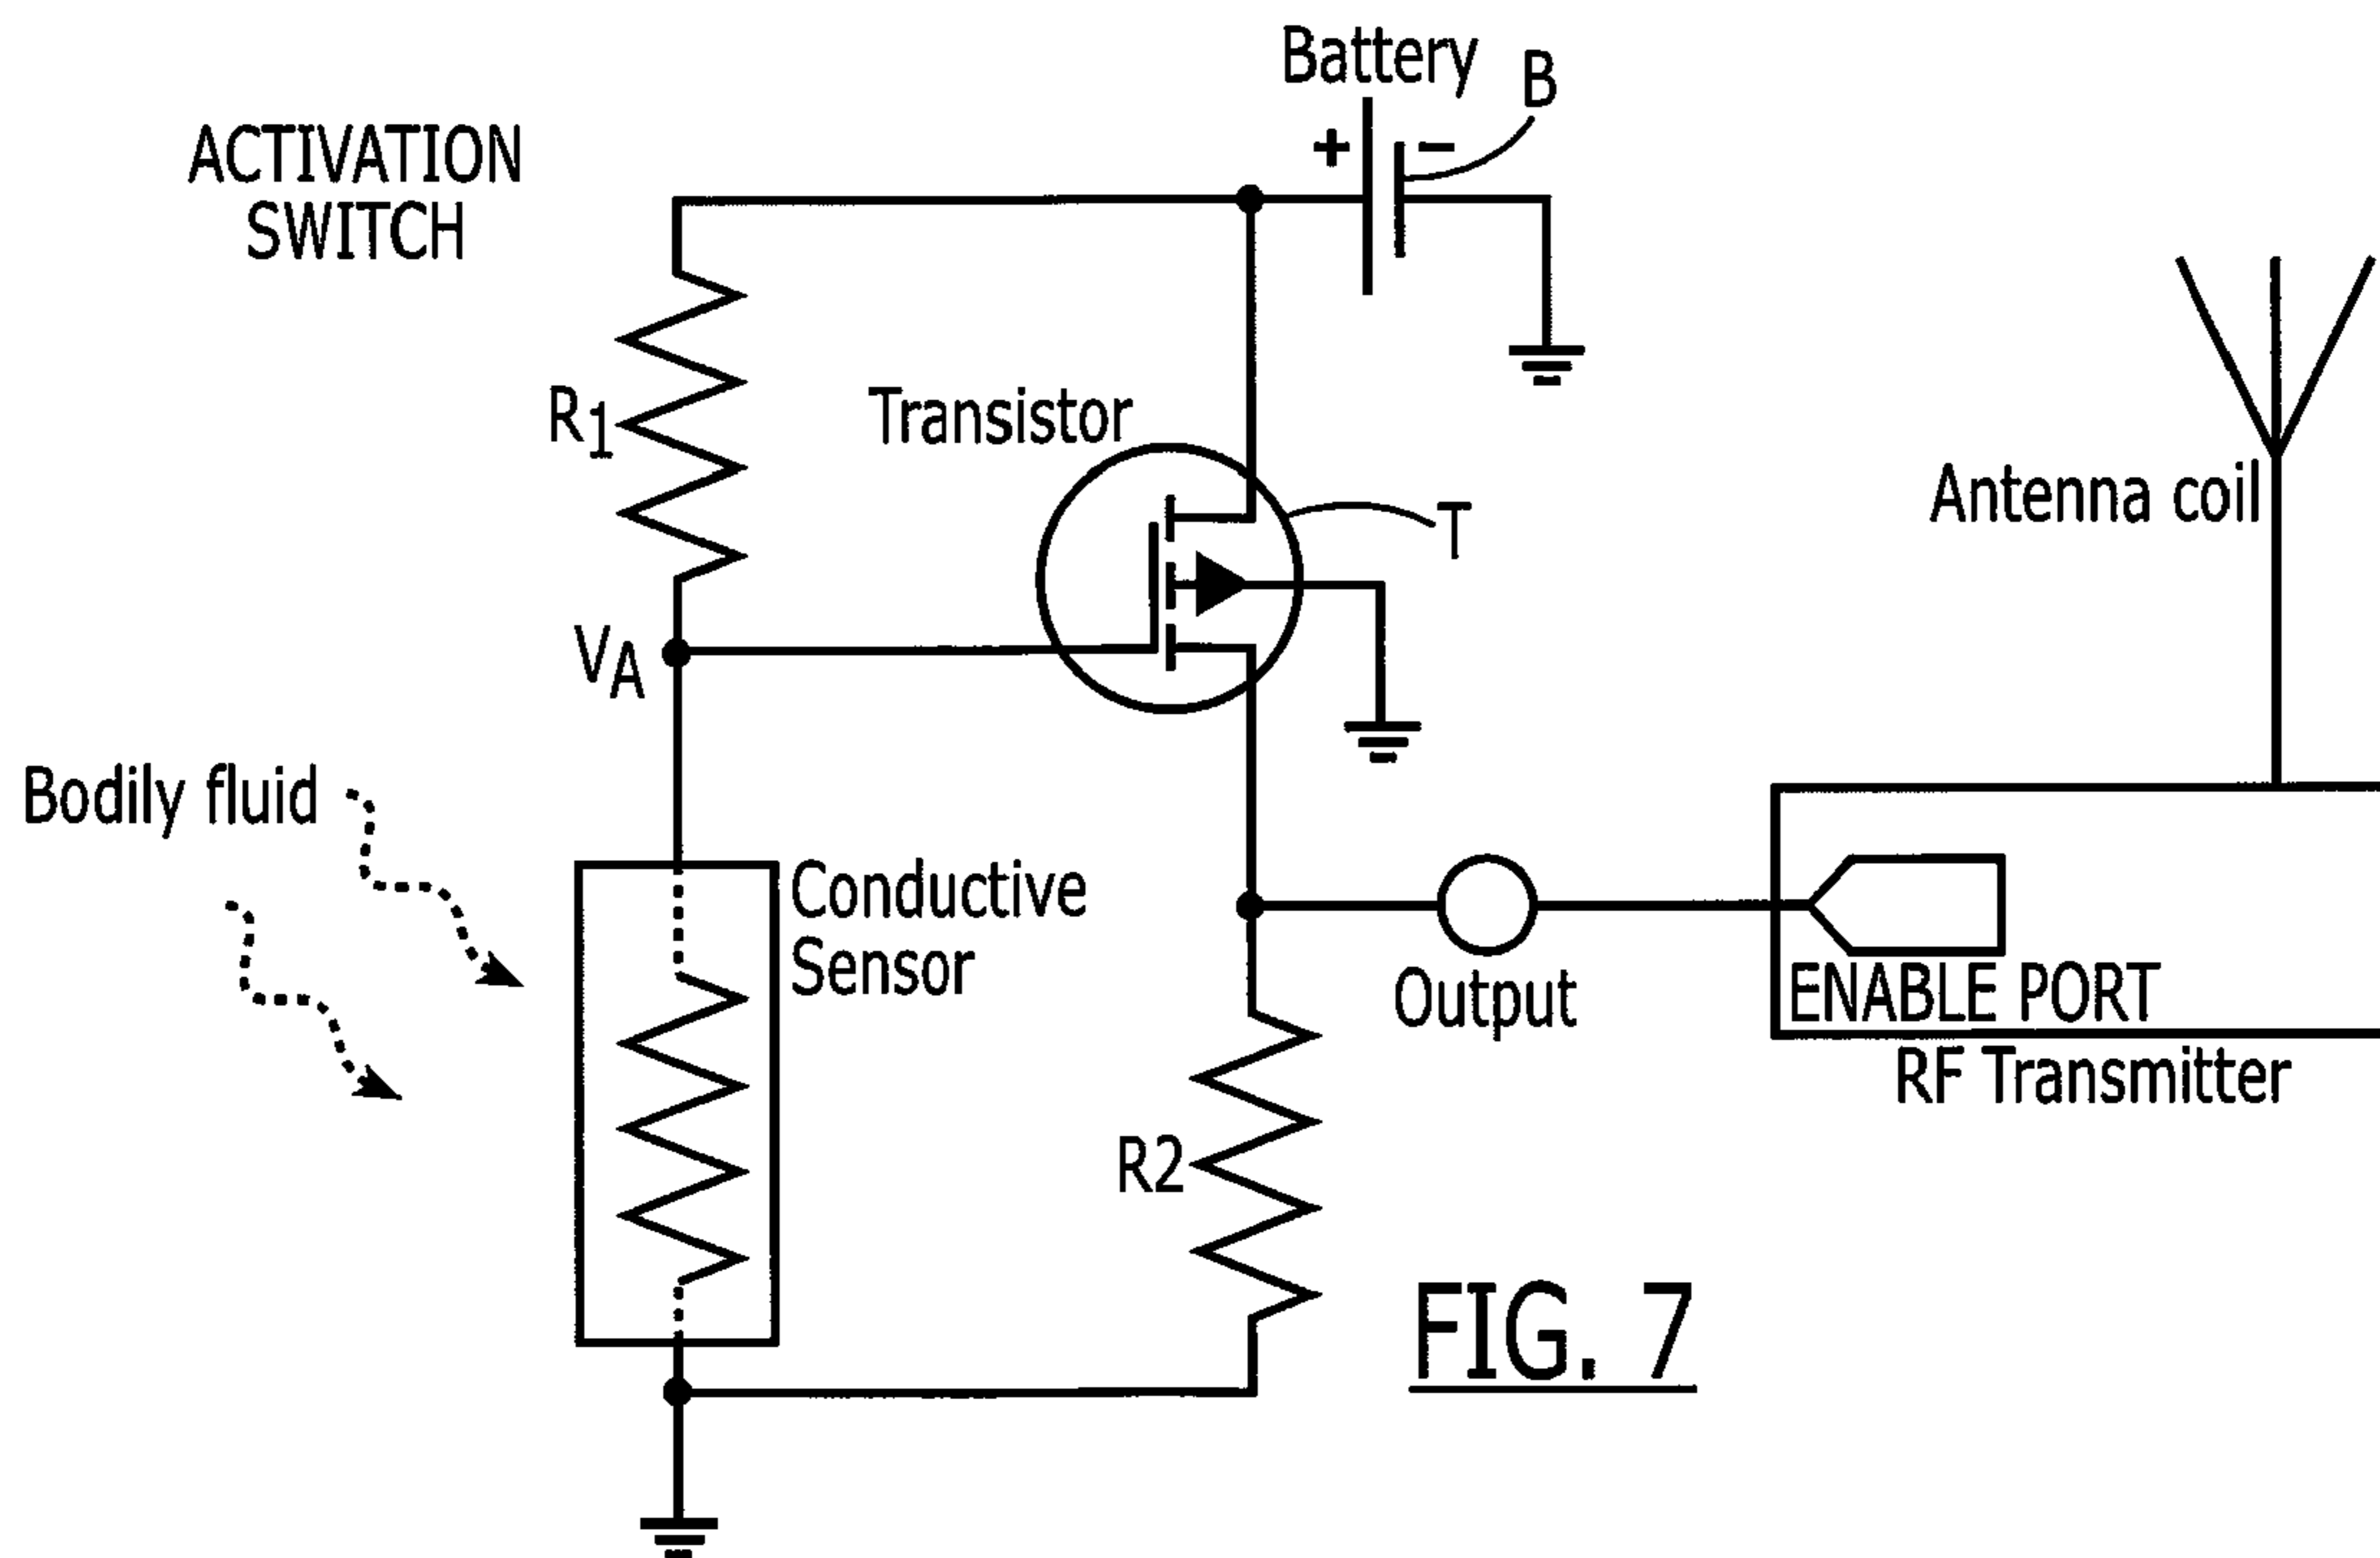 Battery
B
+
-
ACTIVATION
SWITCH
R1
Transistor
T
Antenna coil
VA
Bodily fluid
Conductive
Sensor
Output
ENABLE PORT
RF Transmitter
R2
FIG. 7